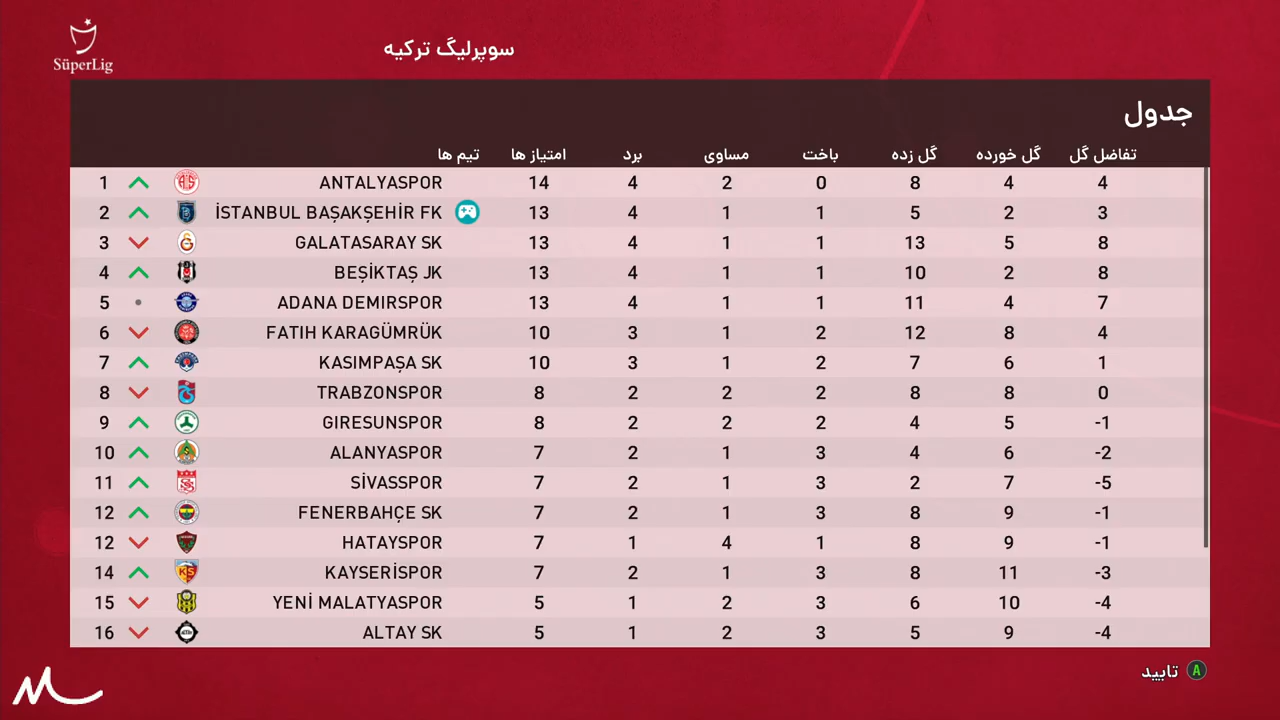 SüperLig
سوپرلیگ ترکیه
جدول
تیم ها امتیاز ها برد مساوی باخت گل زده گل خورده تفاضل گل
1 ANTALYASPOR 14 4 2 0 8 4 4
2 İSTANBUL BAŞAKŞEHİR FK 13 4 1 1 5 2 3
3 GALATASARAY SK 13 4 1 1 13 5 8
4 BEŞİKTAŞ JK 13 4 1 1 10 2 8
5 ADANA DEMIRSPOR 13 4 1 1 11 4 7
6 FATIH KARAGÜMRÜK 10 3 1 2 12 8 4
7 KASIMPAŞA SK 10 3 1 2 7 6 1
8 TRABZONSPOR 8 2 2 2 8 8 0
9 GIRESUNSPOR 8 2 2 2 4 5 -1
10 ALANYASPOR 7 2 1 3 4 6 -2
11 SİVASSPOR 7 2 1 3 2 7 -5
12 FENERBAHÇE SK 7 2 1 3 8 9 -1
12 HATAYSPOR 7 1 4 1 8 9 -1
14 KAYSERİSPOR 7 2 1 3 8 11 -3
15 YENİ MALATYASPOR 5 1 2 3 6 10 -4
16 ALTAY SK 5 1 2 3 5 9 -4
تایید A